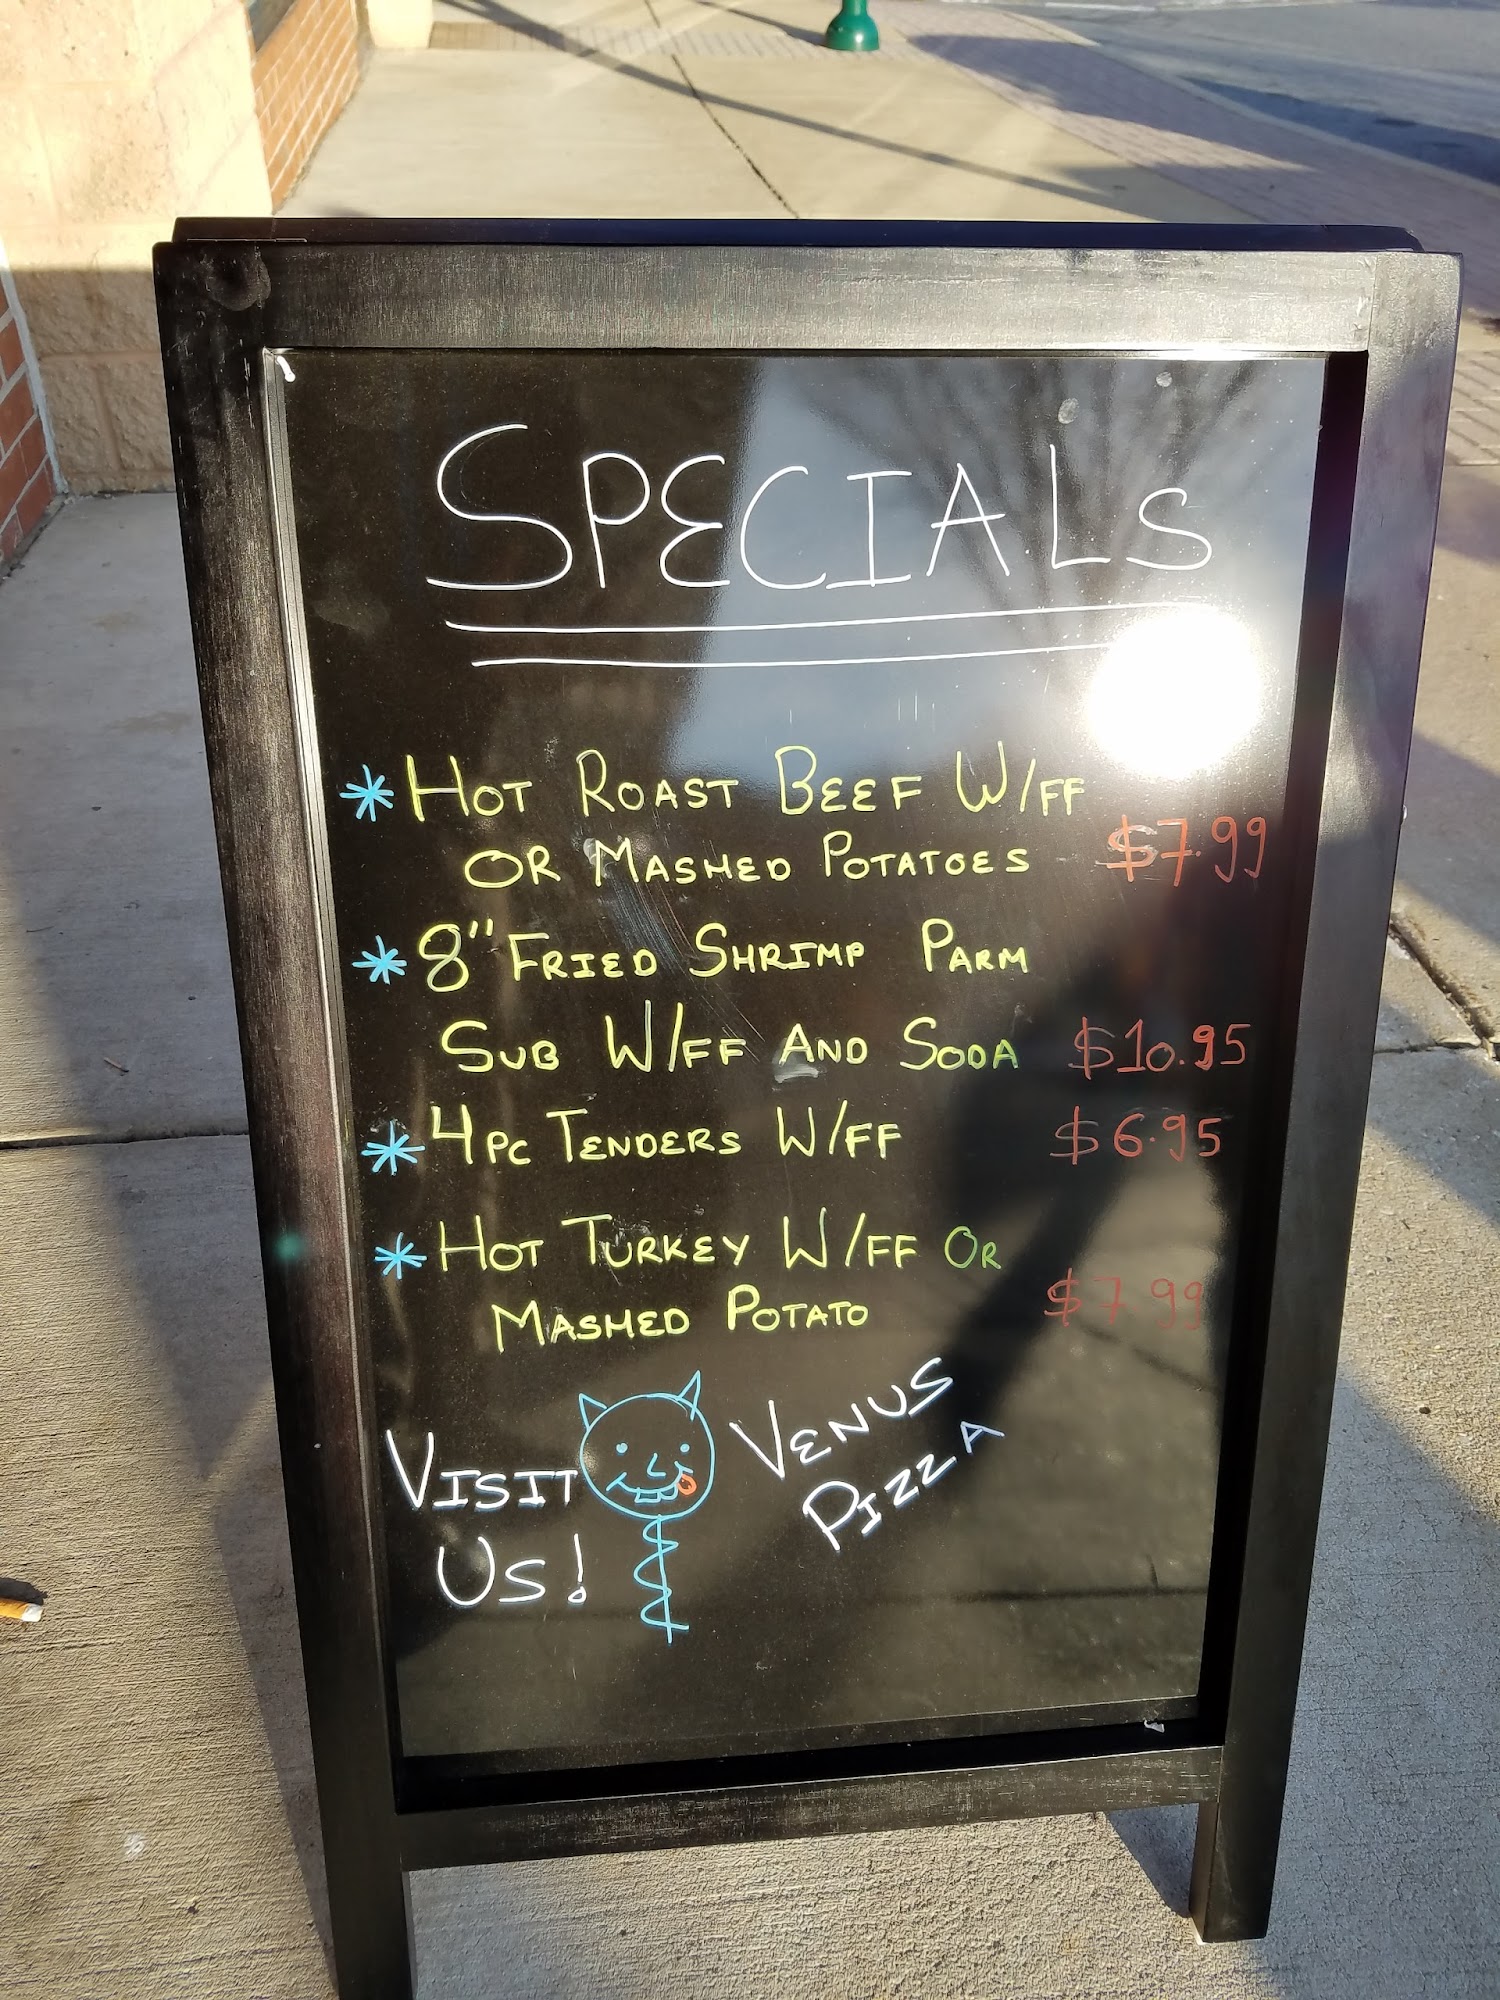 SPECIALS
* HOT ROAST BEEF W/FF
OR MASHED POTATOES $7.99
* 8" FRIED SHRIMP PARM
SUB W/FF AND SODA $10.95
* 4PC TENDERS W/FF $6.95
* HOT TURKEY W/FF OR
MASHED POTATO $7.99
VISIT
US!
VENUS
PIZZA